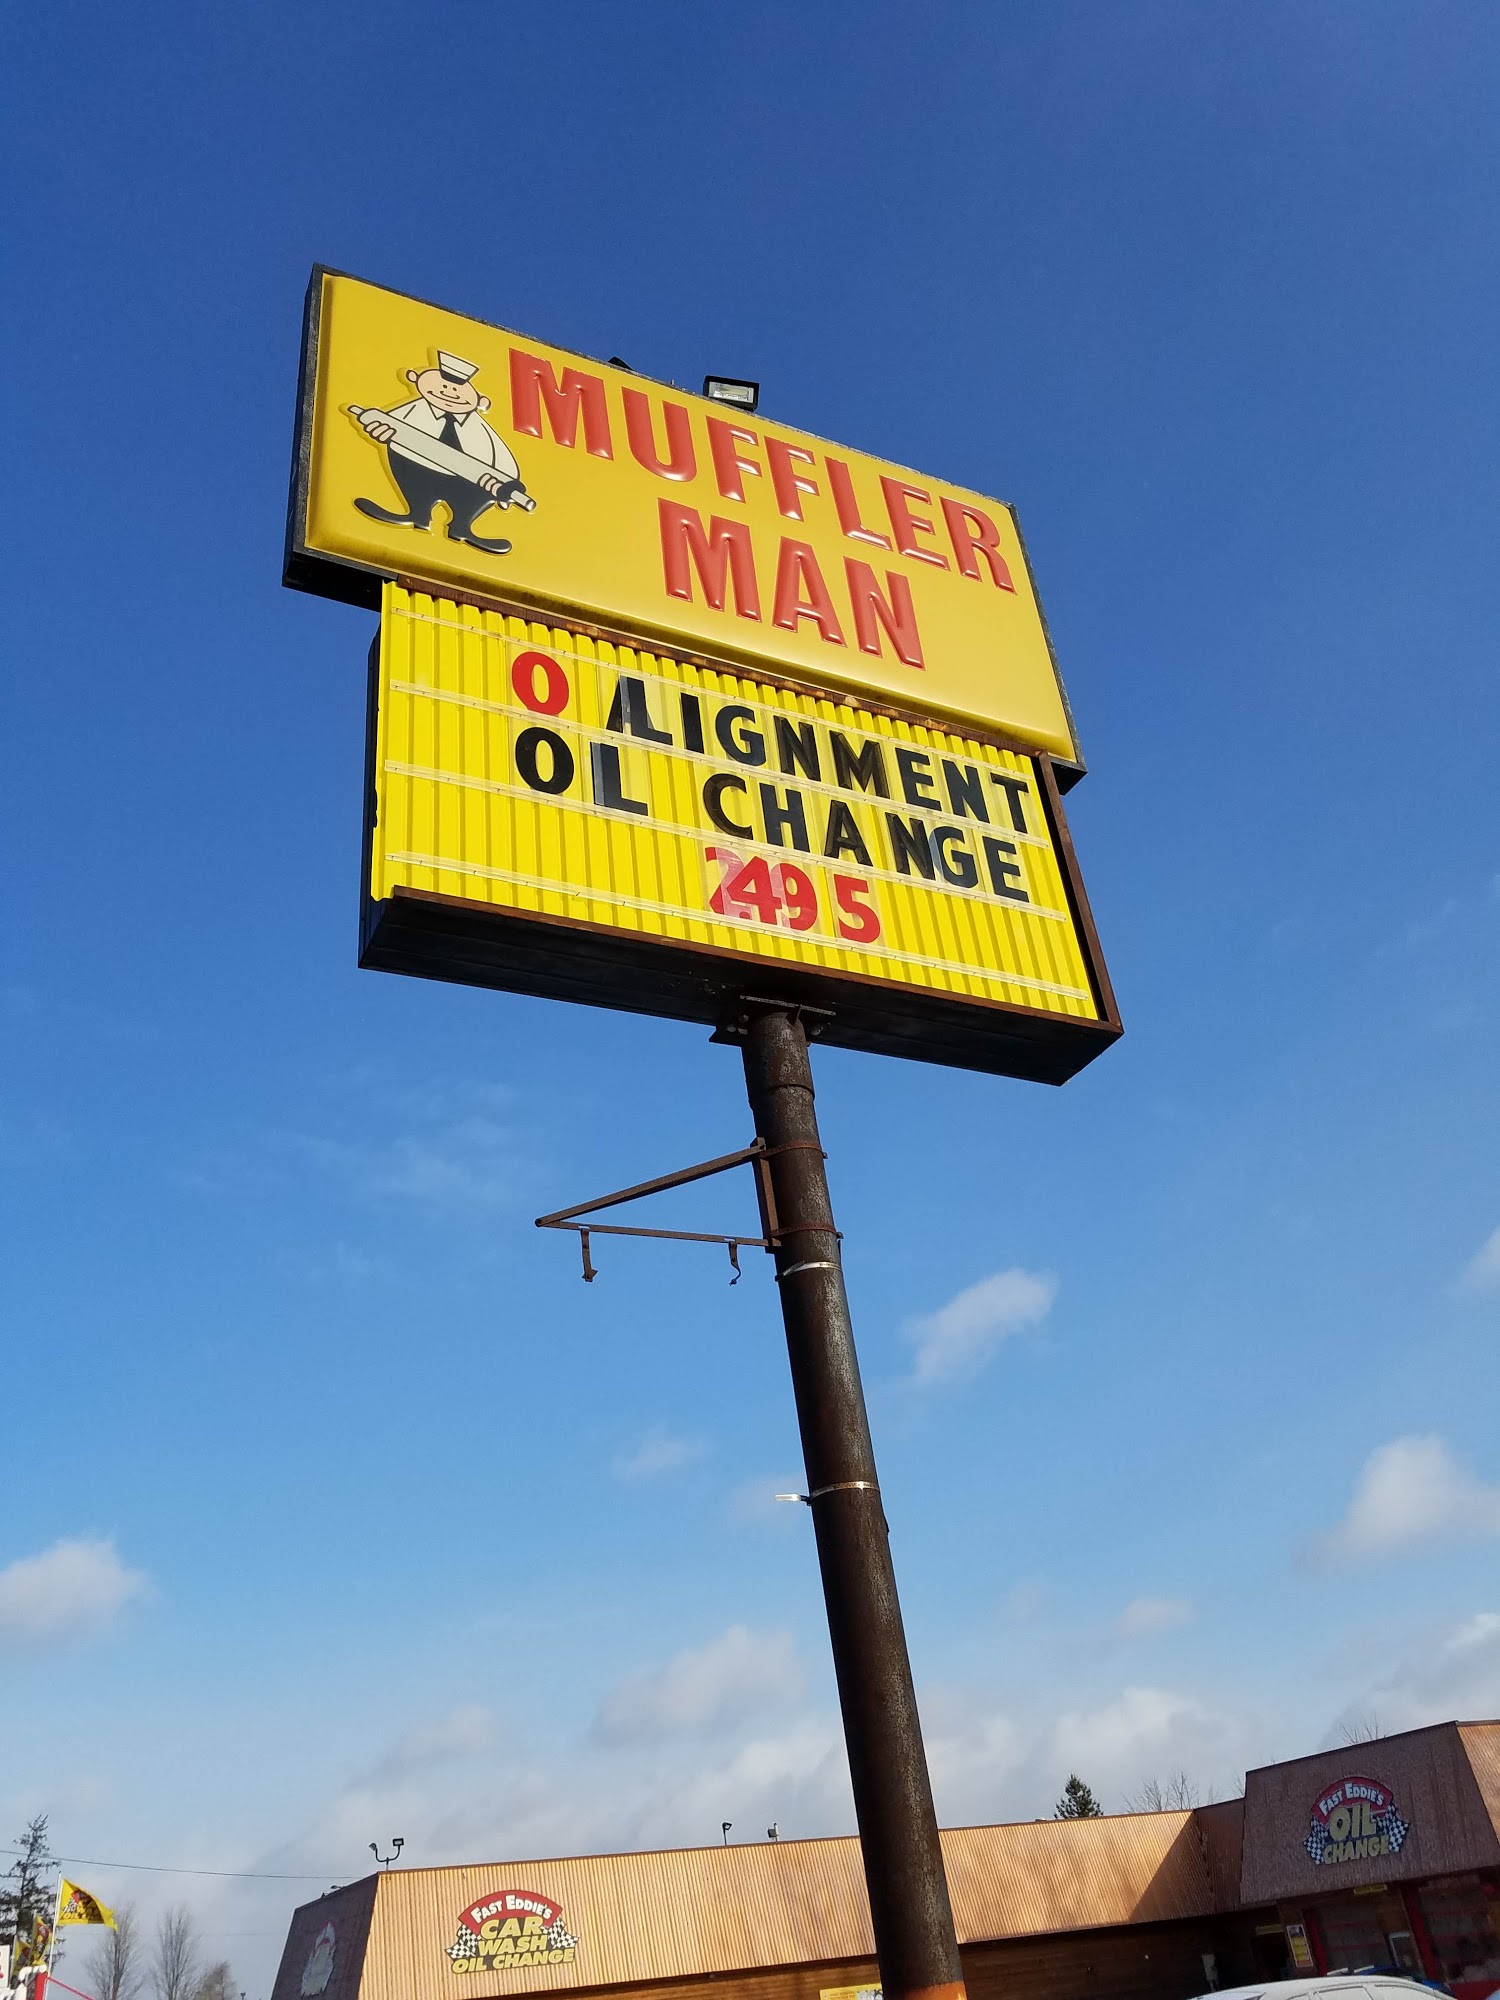 MUFFLER
MAN
O ALIGNMENT
OL CHANGE
2495
FAST EDDIE'S
CAR
WASH
OIL CHANGE
FAST EDDIE'S
OIL
CHANGE